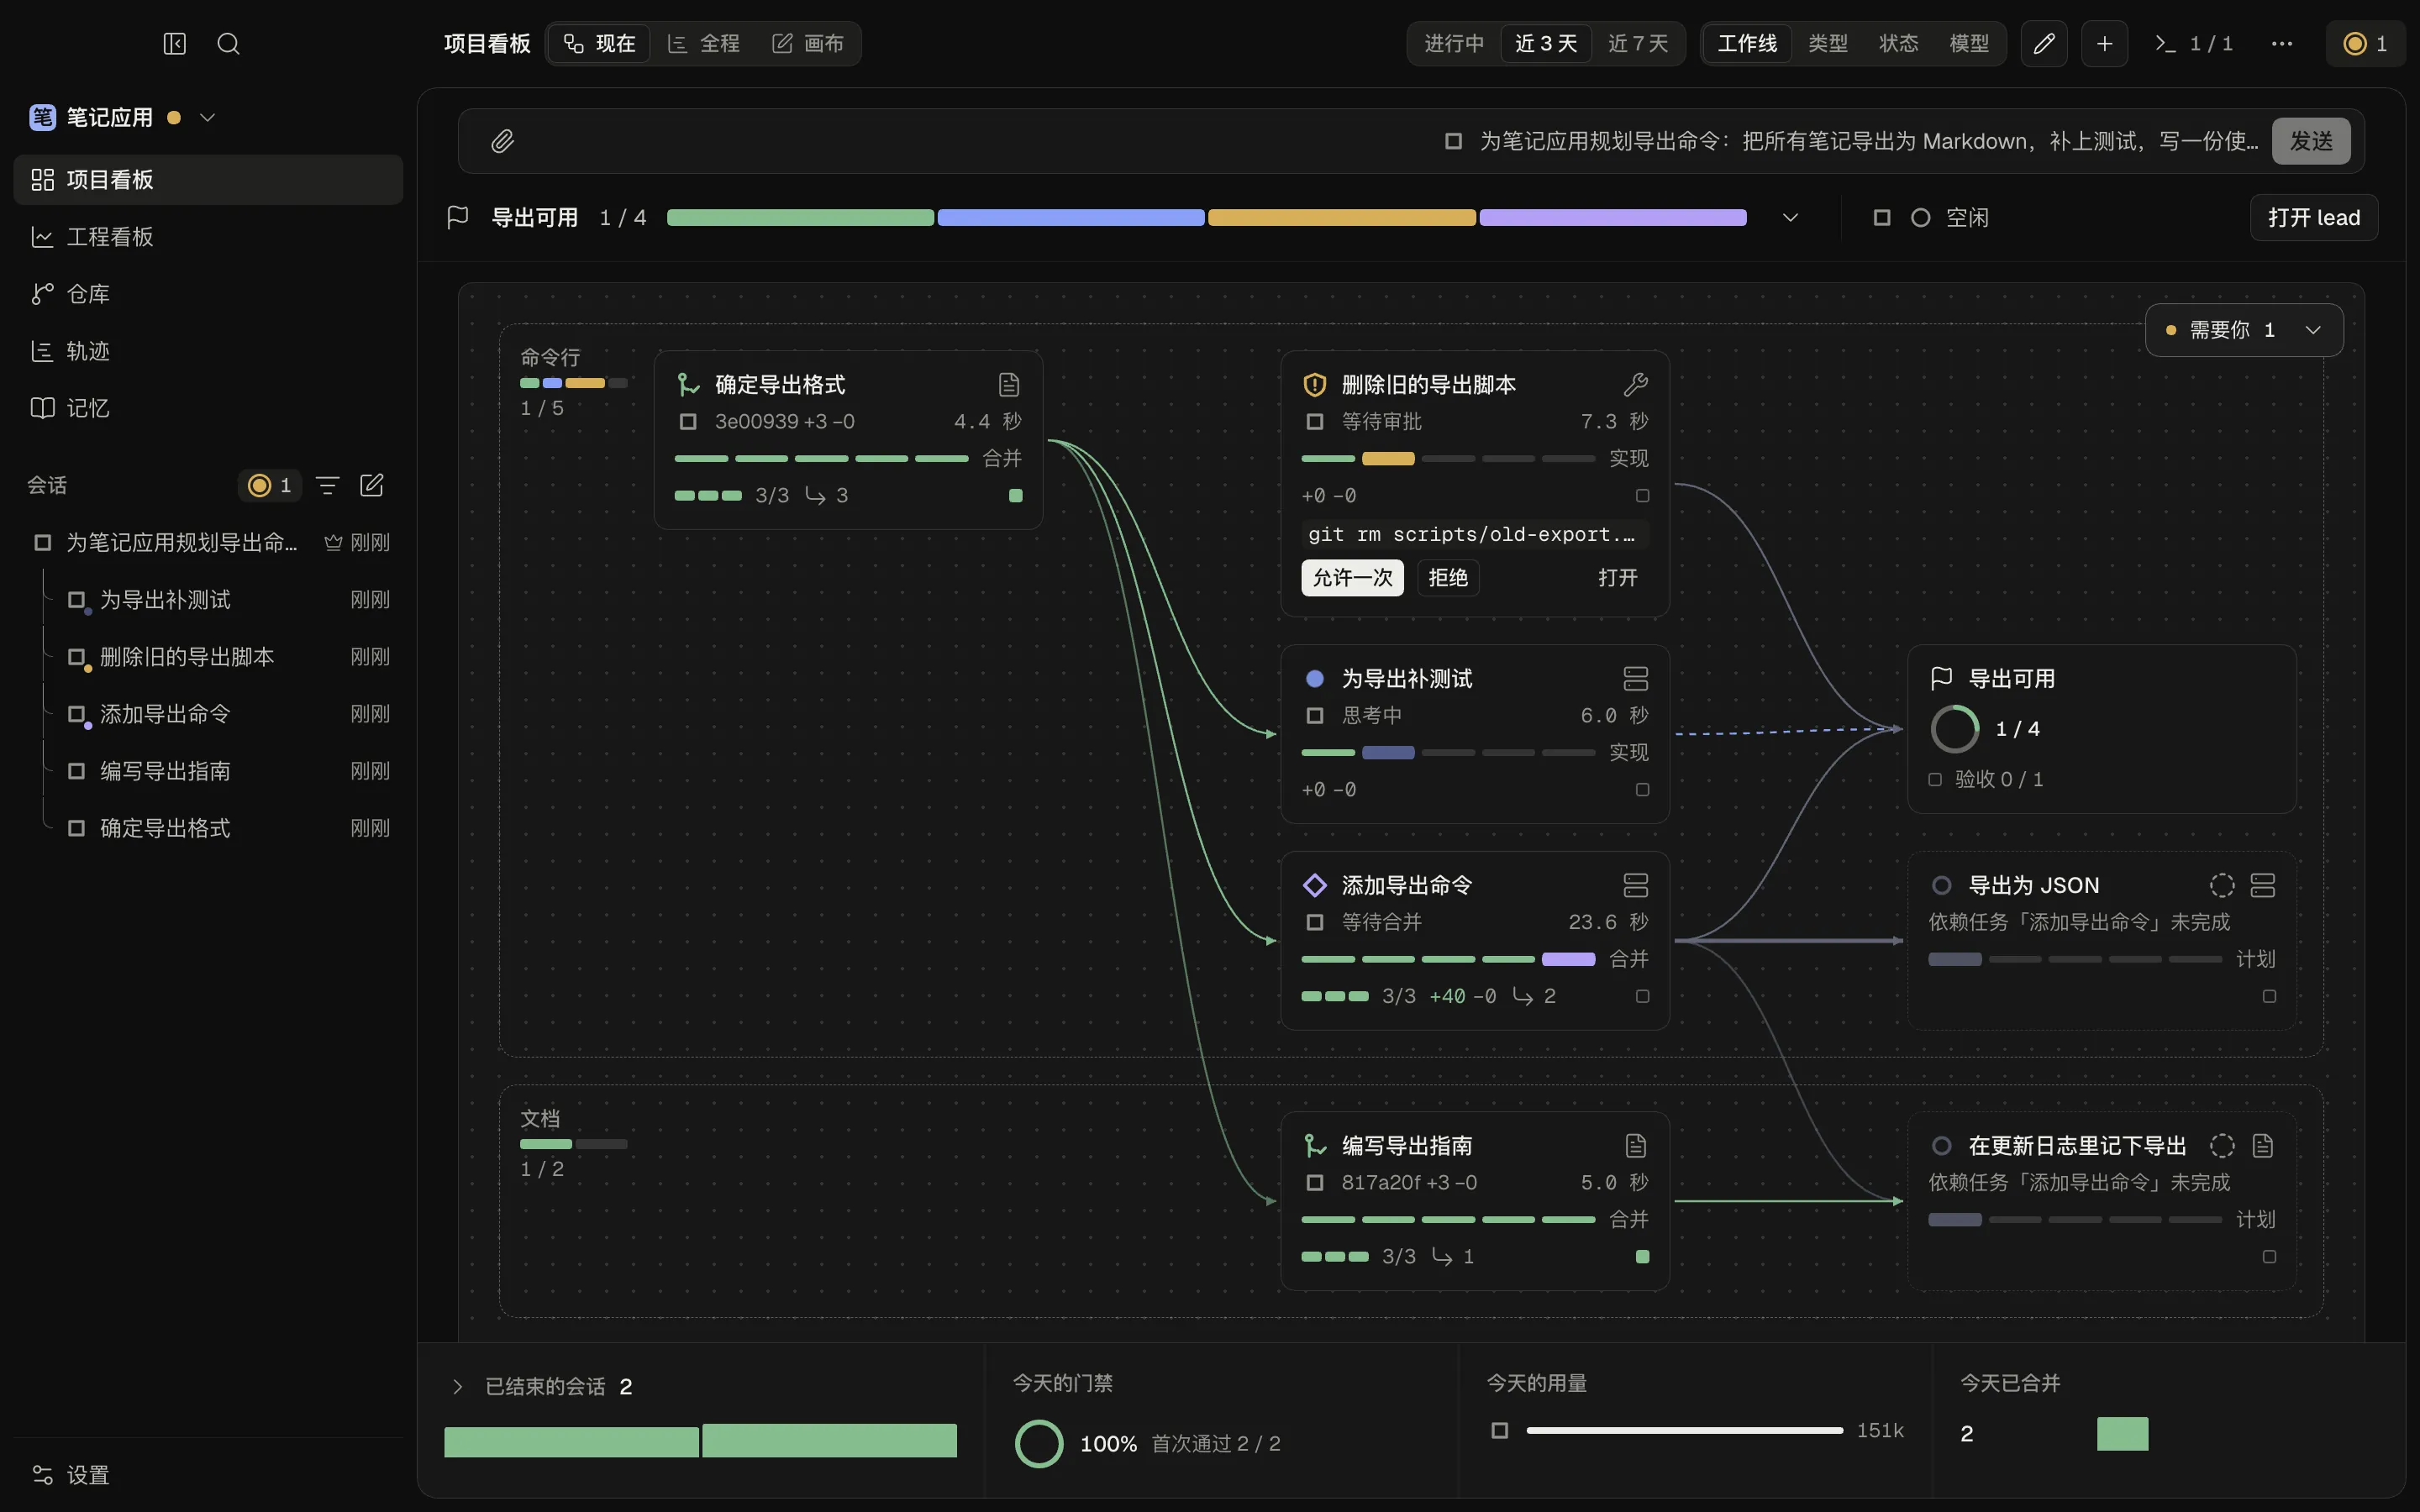 项目看板
现在
全程
画布
进行中
近 3 天
近 7 天
工作线
类型
状态
模型
1 / 1
1
笔 笔记应用
项目看板
工程看板
仓库
轨迹
记忆
会话
1
为笔记应用规划导出命... 刚刚
为导出补测试 刚刚
删除旧的导出脚本 刚刚
添加导出命令 刚刚
编写导出指南 刚刚
确定导出格式 刚刚
设置
为笔记应用规划导出命令：把所有笔记导出为 Markdown，补上测试，写一份使...
发送
导出可用 1 / 4
空闲
打开 lead
需要你 1
命令行
1 / 5
确定导出格式
3e00939 +3 −0 4.4 秒
合并
3/3 3
删除旧的导出脚本
等待审批 7.3 秒
实现
+0 −0
git rm scripts/old-export.…
允许一次 拒绝 打开
为导出补测试
思考中 6.0 秒
实现
+0 −0
添加导出命令
等待合并 23.6 秒
合并
3/3 +40 −0 2
导出可用
1 / 4
验收 0 / 1
导出为 JSON
依赖任务「添加导出命令」未完成
计划
文档
1 / 2
编写导出指南
817a20f +3 −0 5.0 秒
合并
3/3 1
在更新日志里记下导出
依赖任务「添加导出命令」未完成
计划
已结束的会话 2
今天的门禁
100% 首次通过 2 / 2
今天的用量
151k
今天已合并
2